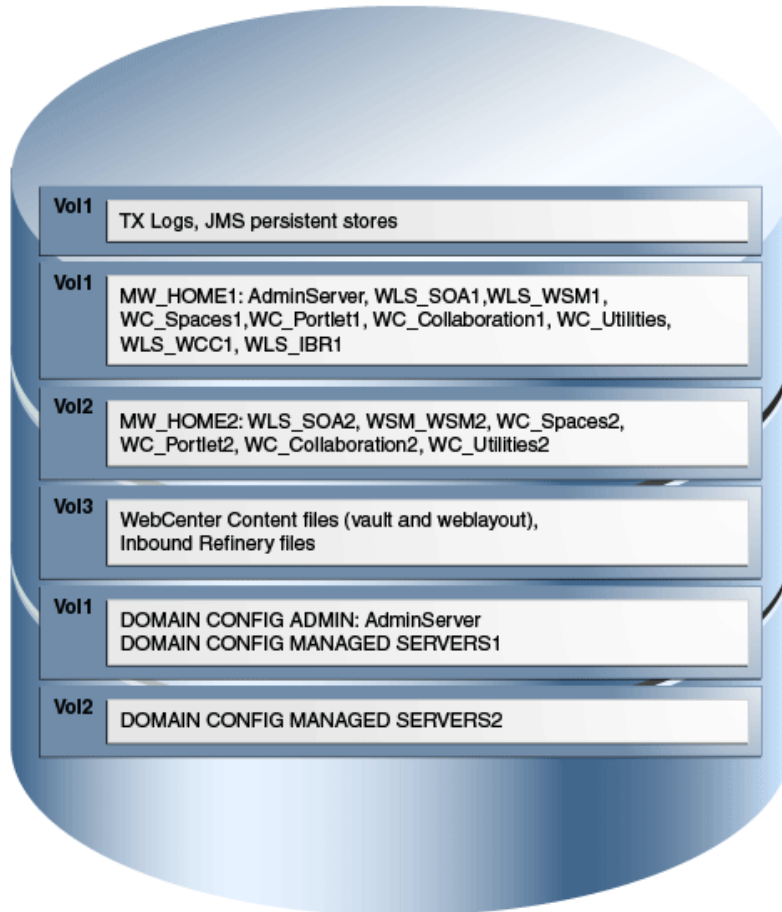 Vol1
TX Logs, JMS persistent stores
Vol1
MW_HOME1: AdminServer, WLS_SOA1,WLS_WSM1,
WC_Spaces1,WC_Portlet1, WC_Collaboration1, WC_Utilities,
WLS_WCC1, WLS_IBR1
Vol2
MW_HOME2: WLS_SOA2, WSM_WSM2, WC_Spaces2,
WC_Portlet2, WC_Collaboration2, WC_Utilities2
Vol3
WebCenter Content files (vault and weblayout),
Inbound Refinery files
Vol1
DOMAIN CONFIG ADMIN: AdminServer
DOMAIN CONFIG MANAGED SERVERS1
Vol2
DOMAIN CONFIG MANAGED SERVERS2